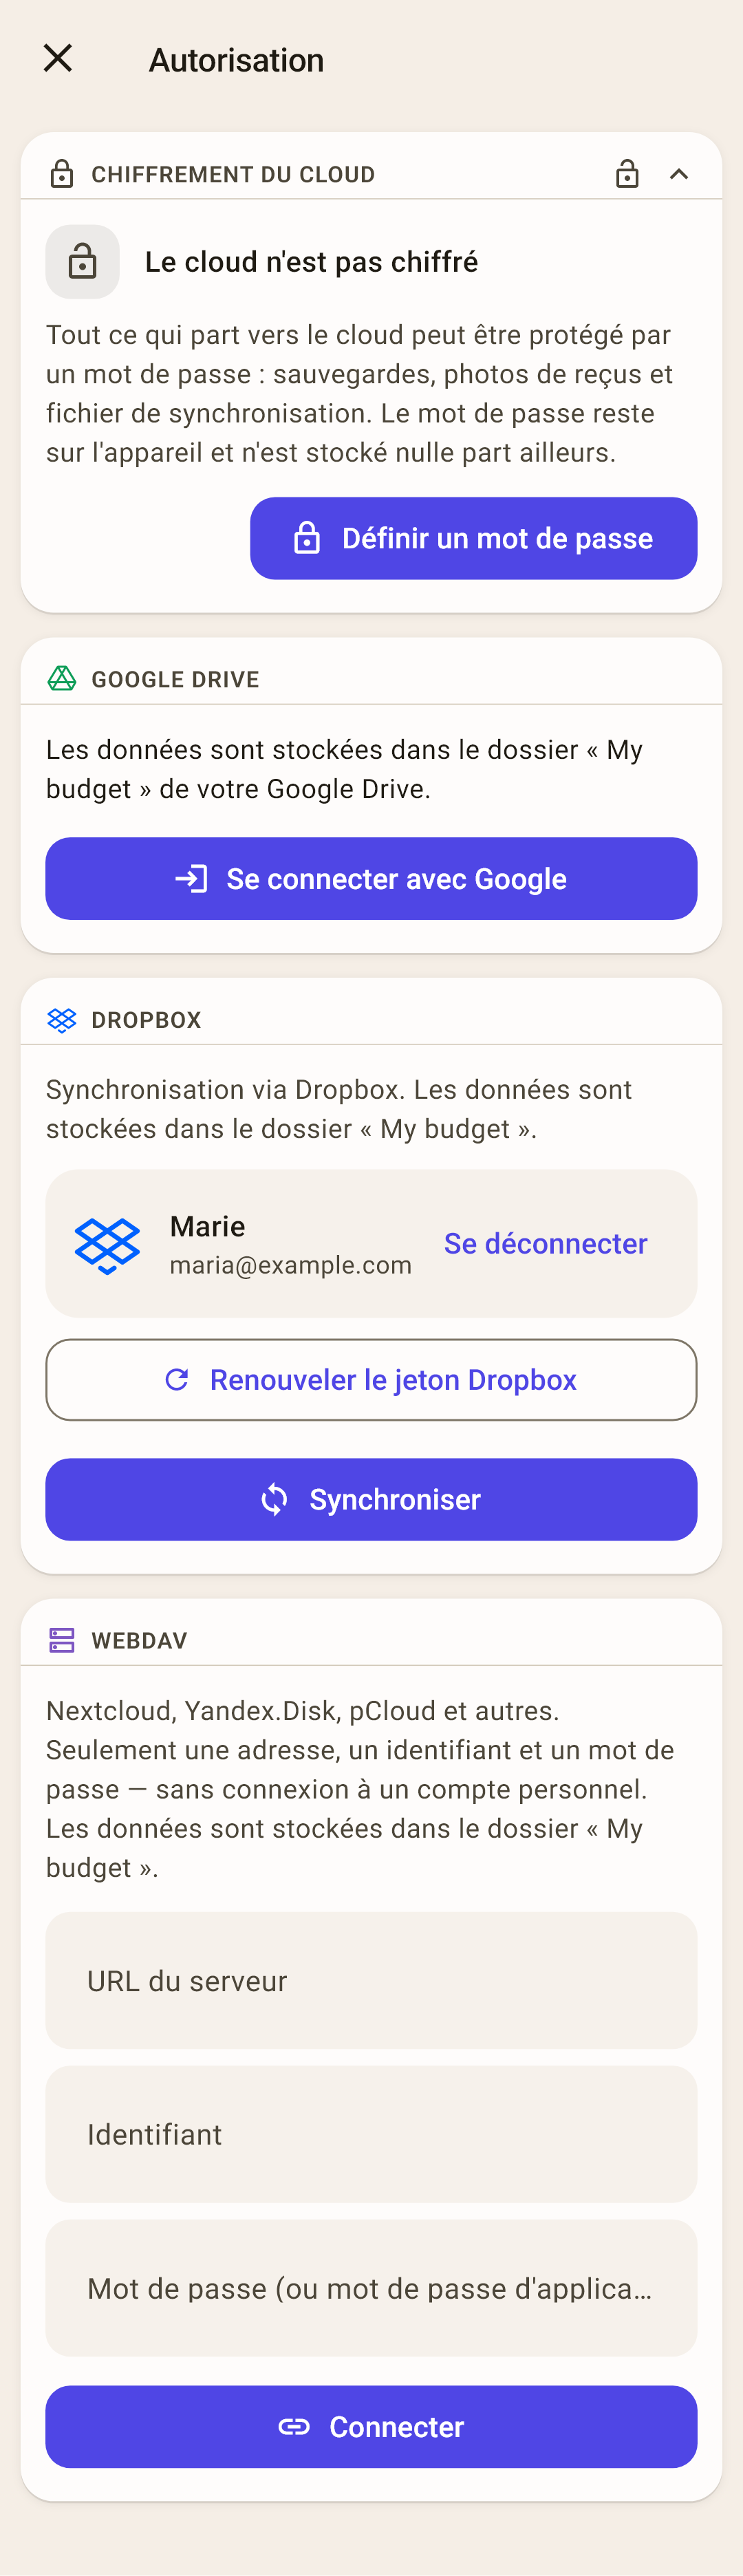 Autorisation
CHIFFREMENT DU CLOUD
Le cloud n'est pas chiffré
Tout ce qui part vers le cloud peut être protégé par
un mot de passe : sauvegardes, photos de reçus et
fichier de synchronisation. Le mot de passe reste
sur l'appareil et n'est stocké nulle part ailleurs.
Définir un mot de passe
GOOGLE DRIVE
Les données sont stockées dans le dossier « My
budget » de votre Google Drive.
Se connecter avec Google
DROPBOX
Synchronisation via Dropbox. Les données sont
stockées dans le dossier « My budget ».
Marie
maria@example.com
Se déconnecter
Renouveler le jeton Dropbox
Synchroniser
WEBDAV
Nextcloud, Yandex.Disk, pCloud et autres.
Seulement une adresse, un identifiant et un mot de
passe — sans connexion à un compte personnel.
Les données sont stockées dans le dossier « My
budget ».
URL du serveur
Identifiant
Mot de passe (ou mot de passe d'applica…
Connecter